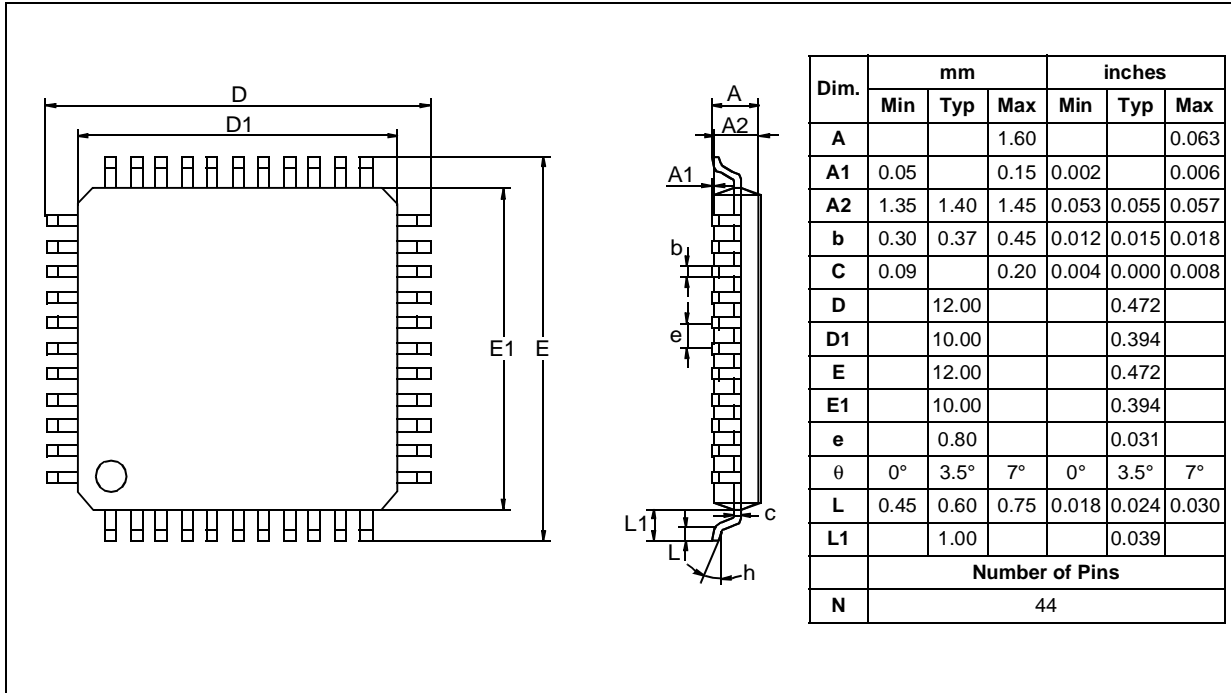 D
D1
E1 E
A
A2
A1
b
e
L1
c
L
h
Dim. mm inches
Min Typ Max Min Typ Max
A 1.60 0.063
A1 0.05 0.15 0.002 0.006
A2 1.35 1.40 1.45 0.053 0.055 0.057
b 0.30 0.37 0.45 0.012 0.015 0.018
C 0.09 0.20 0.004 0.000 0.008
D 12.00 0.472
D1 10.00 0.394
E 12.00 0.472
E1 10.00 0.394
e 0.80 0.031
θ 0° 3.5° 7° 0° 3.5° 7°
L 0.45 0.60 0.75 0.018 0.024 0.030
L1 1.00 0.039
Number of Pins
N 44